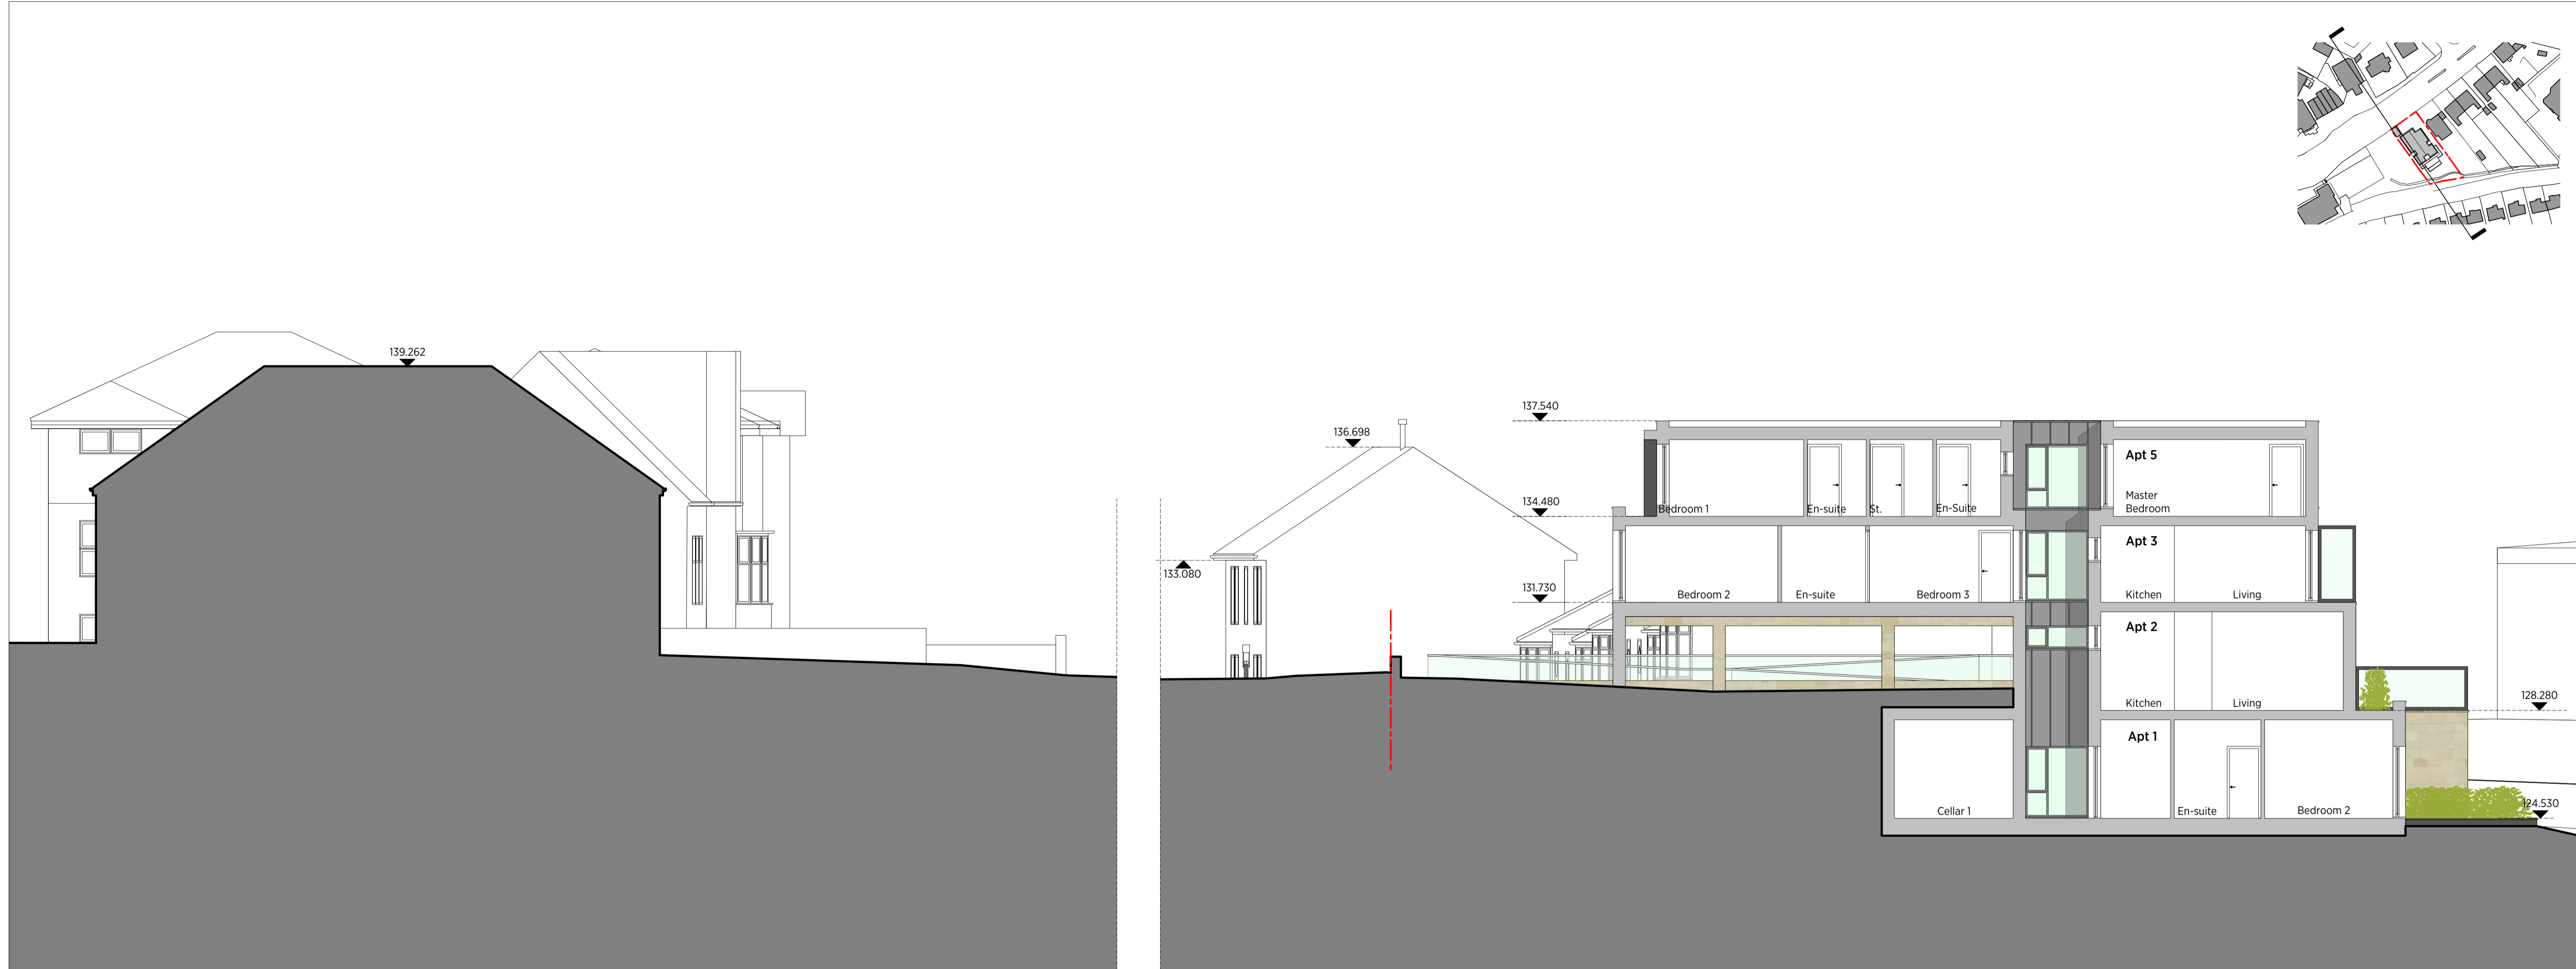 139.262
137.540
136.698
Apt 5
Master
Bedroom
134.480
Bedroom 1
En-suite
St.
En-Suite
Apt 3
133.080
131.730
Bedroom 2
En-suite
Bedroom 3
Kitchen
Living
Apt 2
128.280
Kitchen
Living
Apt 1
124.530
Cellar 1
En-suite
Bedroom 2